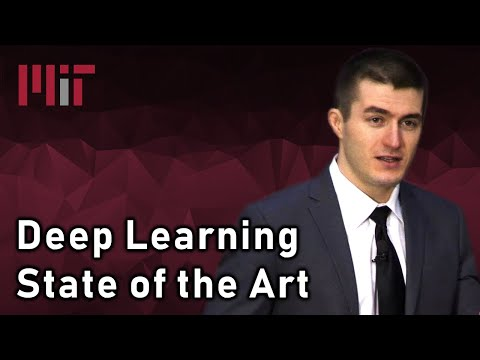 MIT
Deep Learning
State of the Art